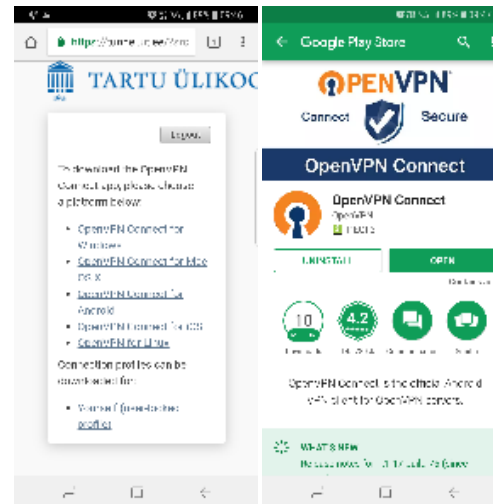 TARTU ÜLIKOO
Logout
To download the OpenVPN
Connect app, please choose
a platform below:
OpenVPN Connect for
Windows
OpenVPN Connect for Mac
OS X
OpenVPN Connect for
Android
OpenVPN Connect for iOS
OpenVPN for Linux
Connection profiles can be
downloaded for:
Yourself (user-locked
profile)
Google Play Store
OPENVPN
Connect Secure
OpenVPN Connect
OpenVPN Connect
OpenVPN
UNINSTALL OPEN
10 4.2
Downloads
OpenVPN Connect is the official Android
VPN client for OpenVPN servers.
WHAT'S NEW